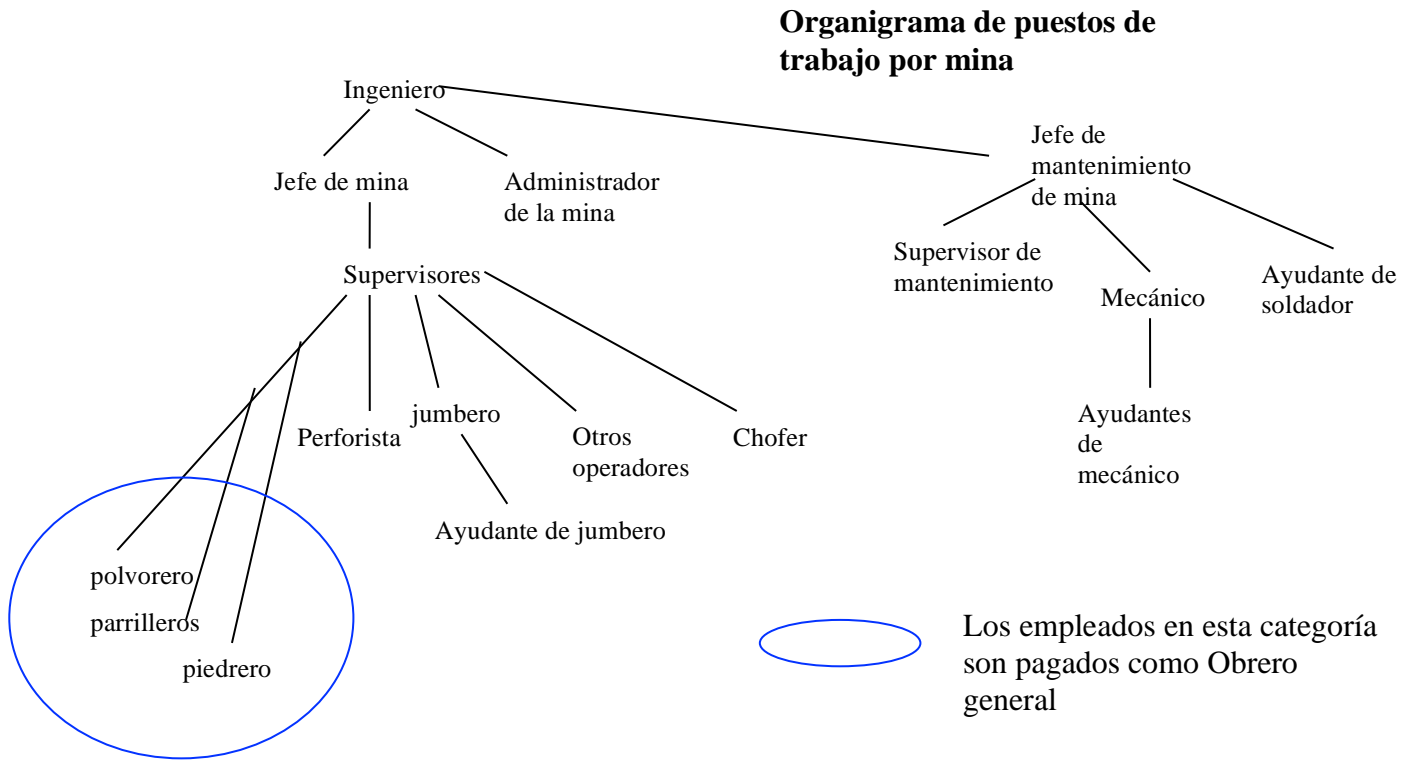 Organigrama de puestos de
trabajo por mina
Ingeniero
Jefe de
mantenimiento
de mina
Jefe de mina
Administrador
de la mina
Supervisores
Supervisor de
mantenimiento
Mecánico
Ayudante de
soldador
Perforista
jumbero
Otros
operadores
Chofer
Ayudantes
de
mecánico
Ayudante de jumbero
polvorero
parrilleros
piedrero
Los empleados en esta categoría
son pagados como Obrero
general